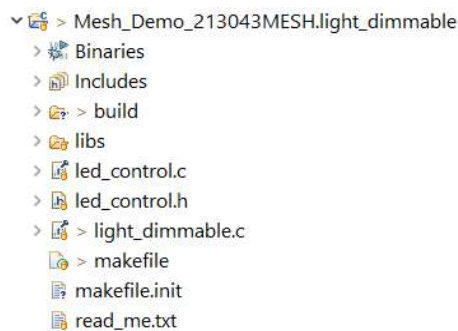 > Mesh_Demo_213043MESH.light_dimmable
Binaries
Includes
> build
libs
led_control.c
led_control.h
> light_dimmable.c
> makefile
makefile.init
read_me.txt